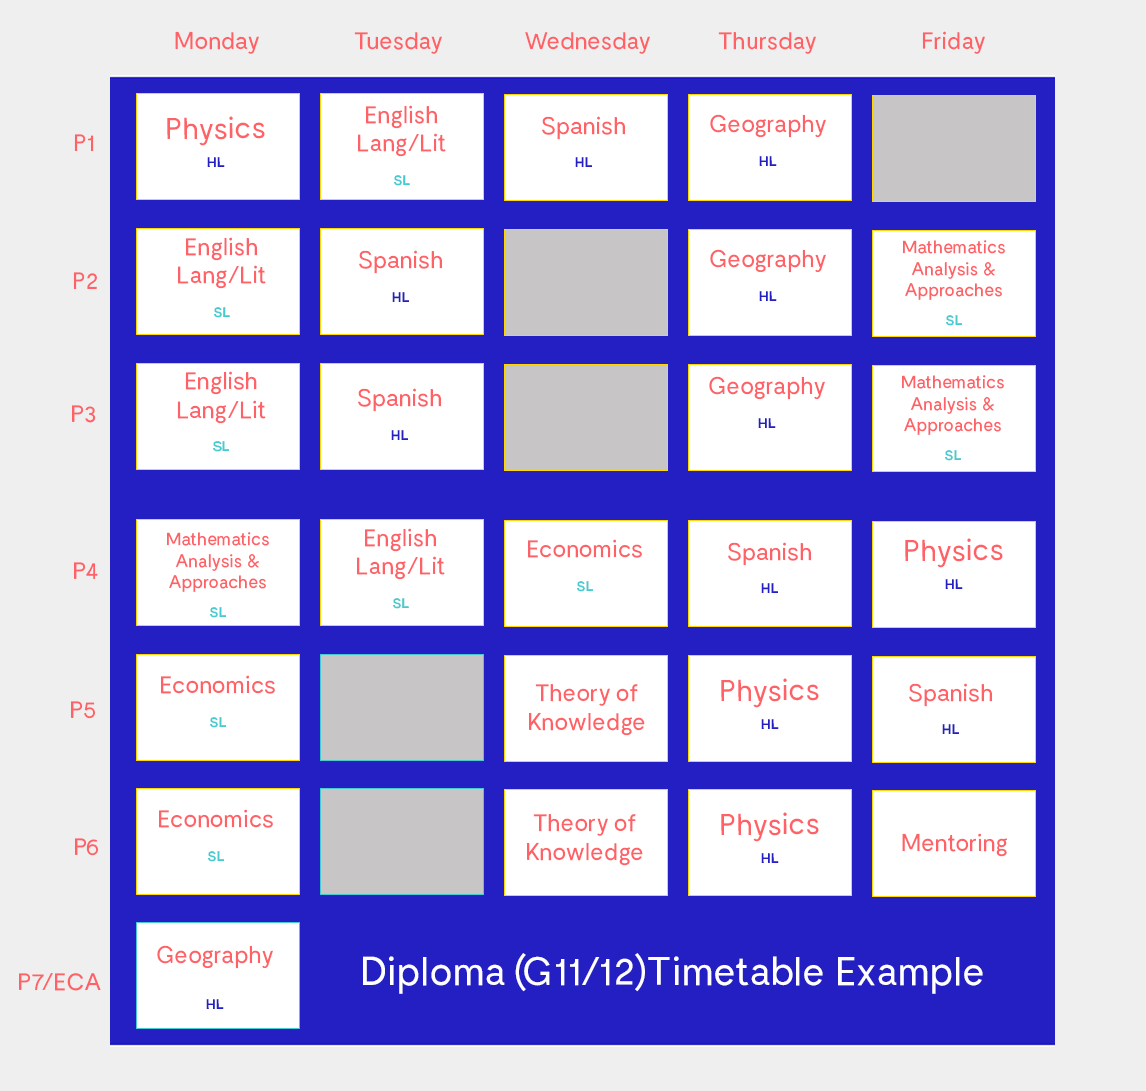 Monday Tuesday Wednesday Thursday Friday
P1
Physics
HL
English
Lang/Lit
SL
Spanish
HL
Geography
HL
P2
English
Lang/Lit
SL
Spanish
HL
Geography
HL
Mathematics
Analysis &
Approaches
SL
P3
English
Lang/Lit
SL
Spanish
HL
Geography
HL
Mathematics
Analysis &
Approaches
SL
P4
Mathematics
Analysis &
Approaches
SL
English
Lang/Lit
SL
Economics
SL
Spanish
HL
Physics
HL
P5
Economics
SL
Theory of
Knowledge
Physics
HL
Spanish
HL
P6
Economics
SL
Theory of
Knowledge
Physics
HL
Mentoring
P7/ECA
Geography
HL
Diploma (G11/12)Timetable Example